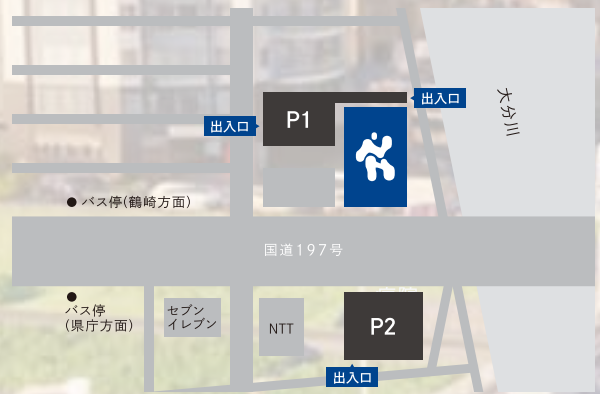 出入口
大分川
P1
出入口
バス停(鶴崎方面)
国道197号
バス停
(県庁方面)
セブン
イレブン
NTT
P2
出入口